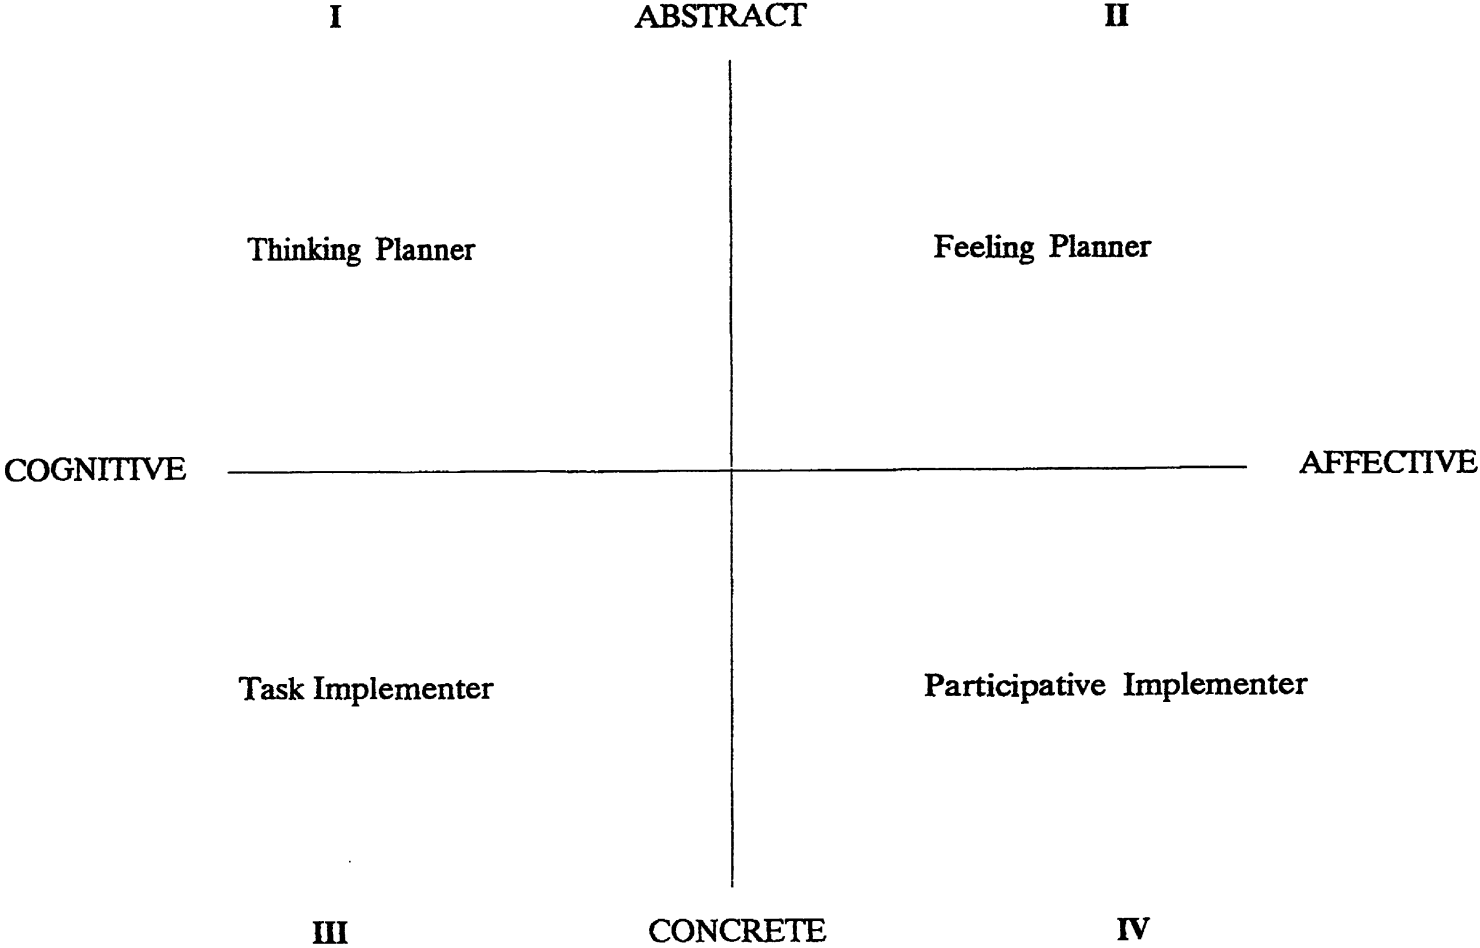 I ABSTRACT II
Thinking Planner Feeling Planner
COGNITIVE AFFECTIVE
Task Implementer Participative Implementer
III CONCRETE IV